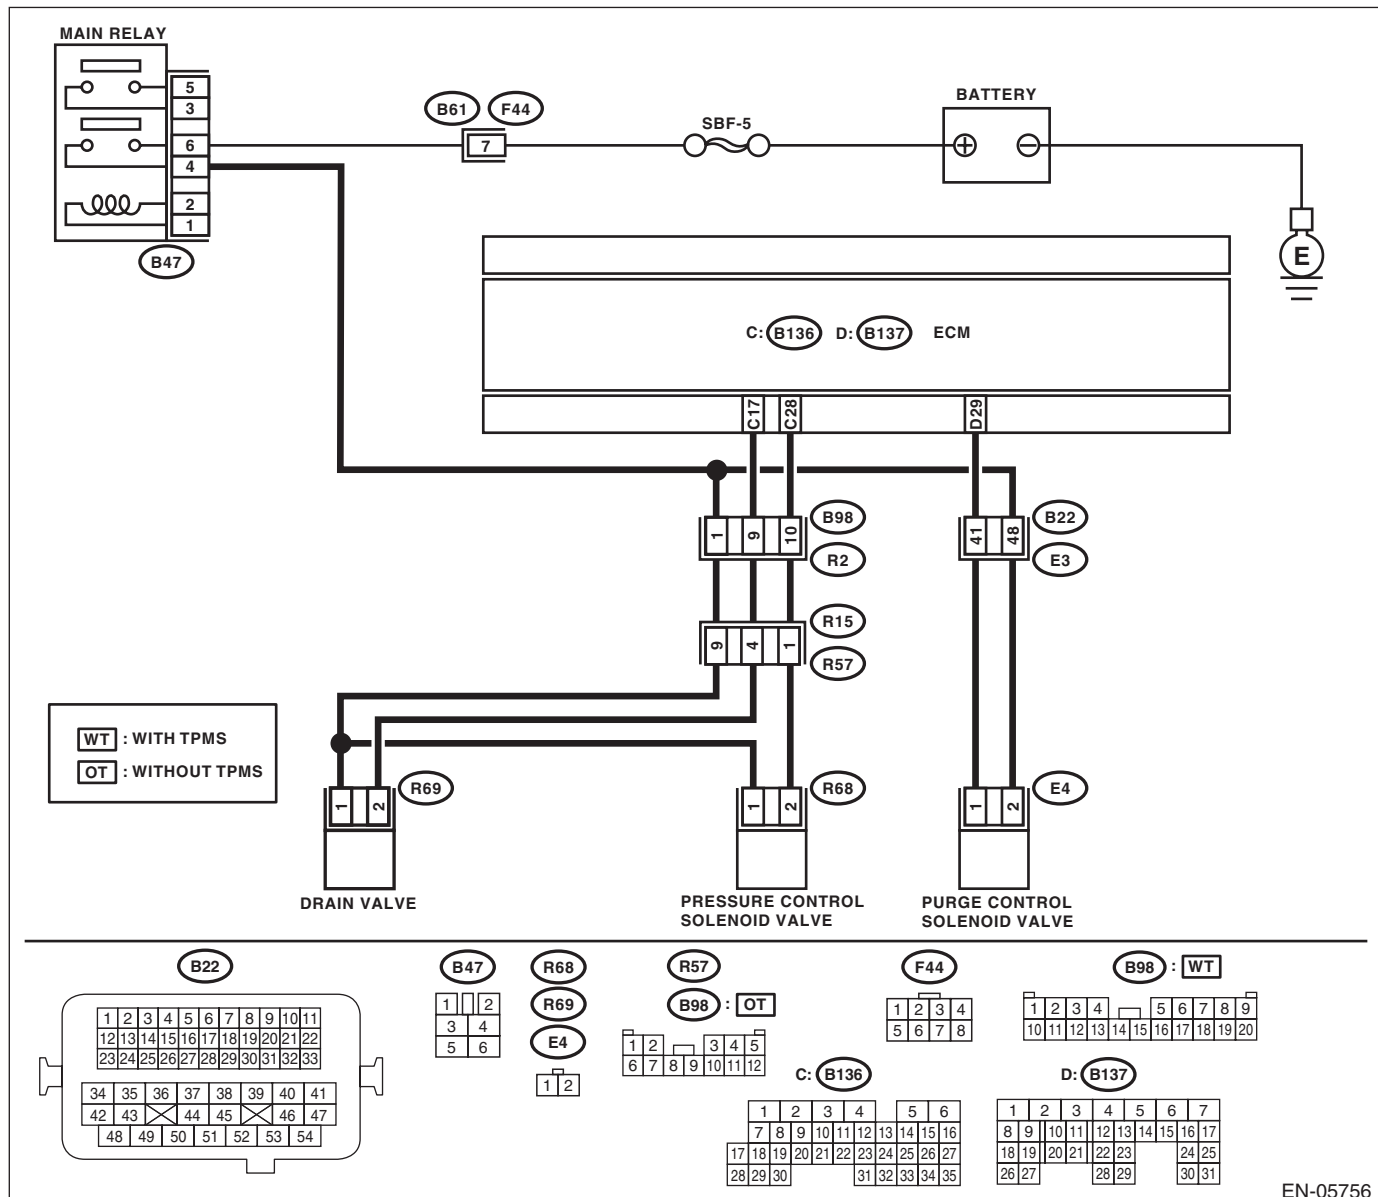 MAIN RELAY
5
3
6
4
2
1
B47
B61 F44
7
SBF-5
BATTERY
E
C: B136 D: B137 ECM
C17 C28 D29
1 9 10 B98
R2
41 48 B22
E3
9 4 1 R15
R57
WT : WITH TPMS
OT : WITHOUT TPMS
1 2 R69
1 2 R68
1 2 E4
DRAIN VALVE
PRESSURE CONTROL
SOLENOID VALVE
PURGE CONTROL
SOLENOID VALVE
B22
1 2 3 4 5 6 7 8 9 10 11
12 13 14 15 16 17 18 19 20 21 22
23 24 25 26 27 28 29 30 31 32 33
34 35 36 37 38 39 40 41
42 43 44 45 46 47
48 49 50 51 52 53 54
B47
1 2
3 4
5 6
R68
R69
E4
1 2
R57
B98 : OT
1 2 3 4 5
6 7 8 9 10 11 12
F44
1 2 3 4
5 6 7 8
B98 : WT
1 2 3 4 5 6 7 8 9
10 11 12 13 14 15 16 17 18 19 20
C: B136
1 2 3 4 5 6
7 8 9 10 11 12 13 14 15 16
17 18 19 20 21 22 23 24 25 26 27
28 29 30 31 32 33 34 35
D: B137
1 2 3 4 5 6 7
8 9 10 11 12 13 14 15 16 17
18 19 20 21 22 23 24 25
26 27 28 29 30 31
EN-05756